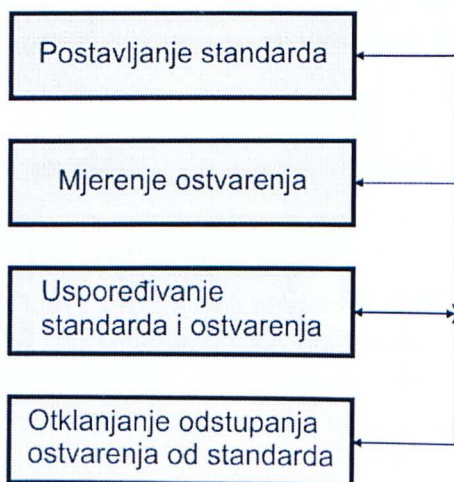 Postavljanje standarda
Mjerenje ostvarenja
Uspoređivanje
standarda i ostvarenja
Otklanjanje odstupanja
ostvarenja od standarda